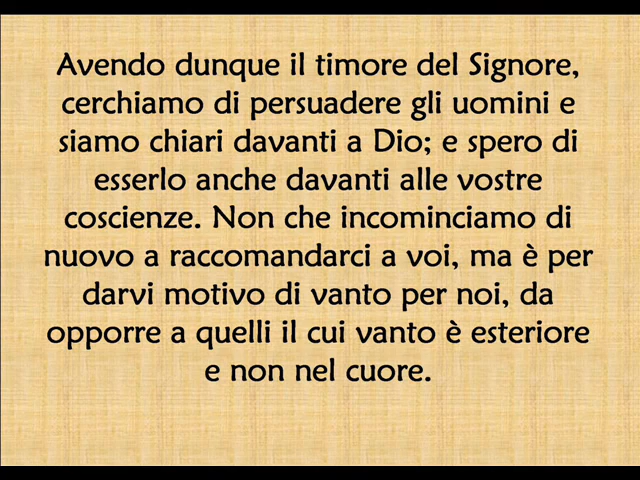 Avendo dunque il timore del Signore,
cerchiamo di persuadere gli uomini e
siamo chiari davanti a Dio; e spero di
esserlo anche davanti alle vostre
coscienze. Non che incominciamo di
nuovo a raccomandarci a voi, ma è per
darvi motivo di vanto per noi, da
opporre a quelli il cui vanto è esteriore
e non nel cuore.